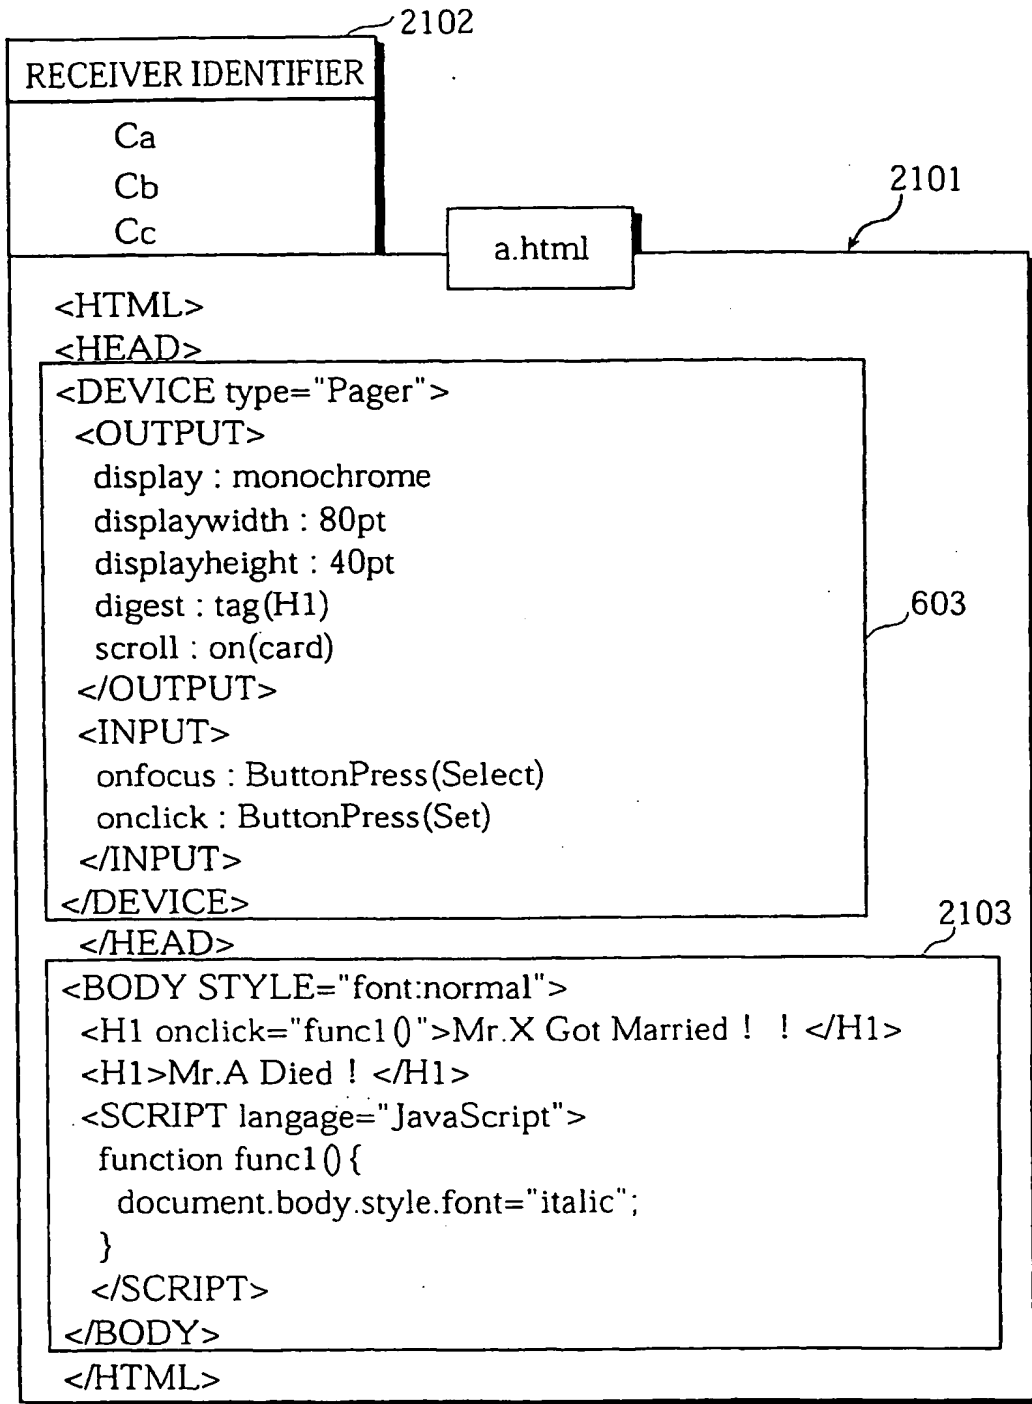 2102
RECEIVER IDENTIFIER
Ca
Cb
Cc
2101
a.html
<HTML>
<HEAD>
<DEVICE type="Pager">
<OUTPUT>
display : monochrome
displaywidth : 80pt
displayheight : 40pt
digest : tag(H1)
scroll : on(card)
</OUTPUT>
<INPUT>
onfocus : ButtonPress(Select)
onclick : ButtonPress(Set)
</INPUT>
</DEVICE>
603
</HEAD>
2103
<BODY STYLE="font:normal">
<H1 onclick="func1()">Mr.X Got Married ! ! </H1>
<H1>Mr.A Died ! </H1>
<SCRIPT langage="JavaScript">
function func1() {
document.body.style.font="italic";
}
</SCRIPT>
</BODY>
</HTML>